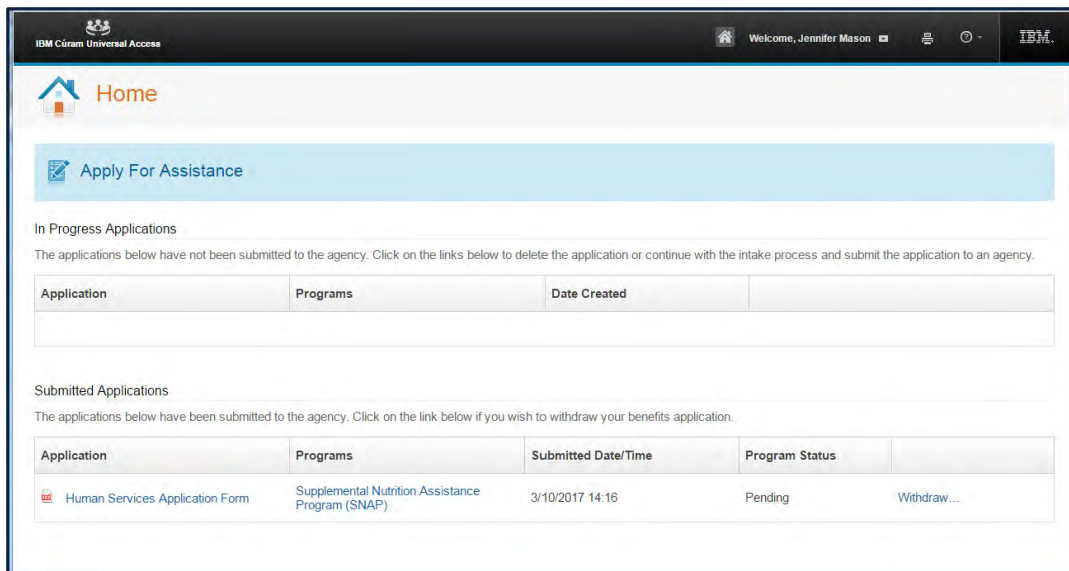 IBM Cúram Universal Access
Welcome, Jennifer Mason
IBM.
Home
Apply For Assistance
In Progress Applications
The applications below have not been submitted to the agency. Click on the links below to delete the application or continue with the intake process and submit the application to an agency.
Application Programs Date Created
Submitted Applications
The applications below have been submitted to the agency. Click on the link below if you wish to withdraw your benefits application.
Application Programs Submitted Date/Time Program Status
Human Services Application Form Supplemental Nutrition Assistance Program (SNAP) 3/10/2017 14:16 Pending Withdraw...